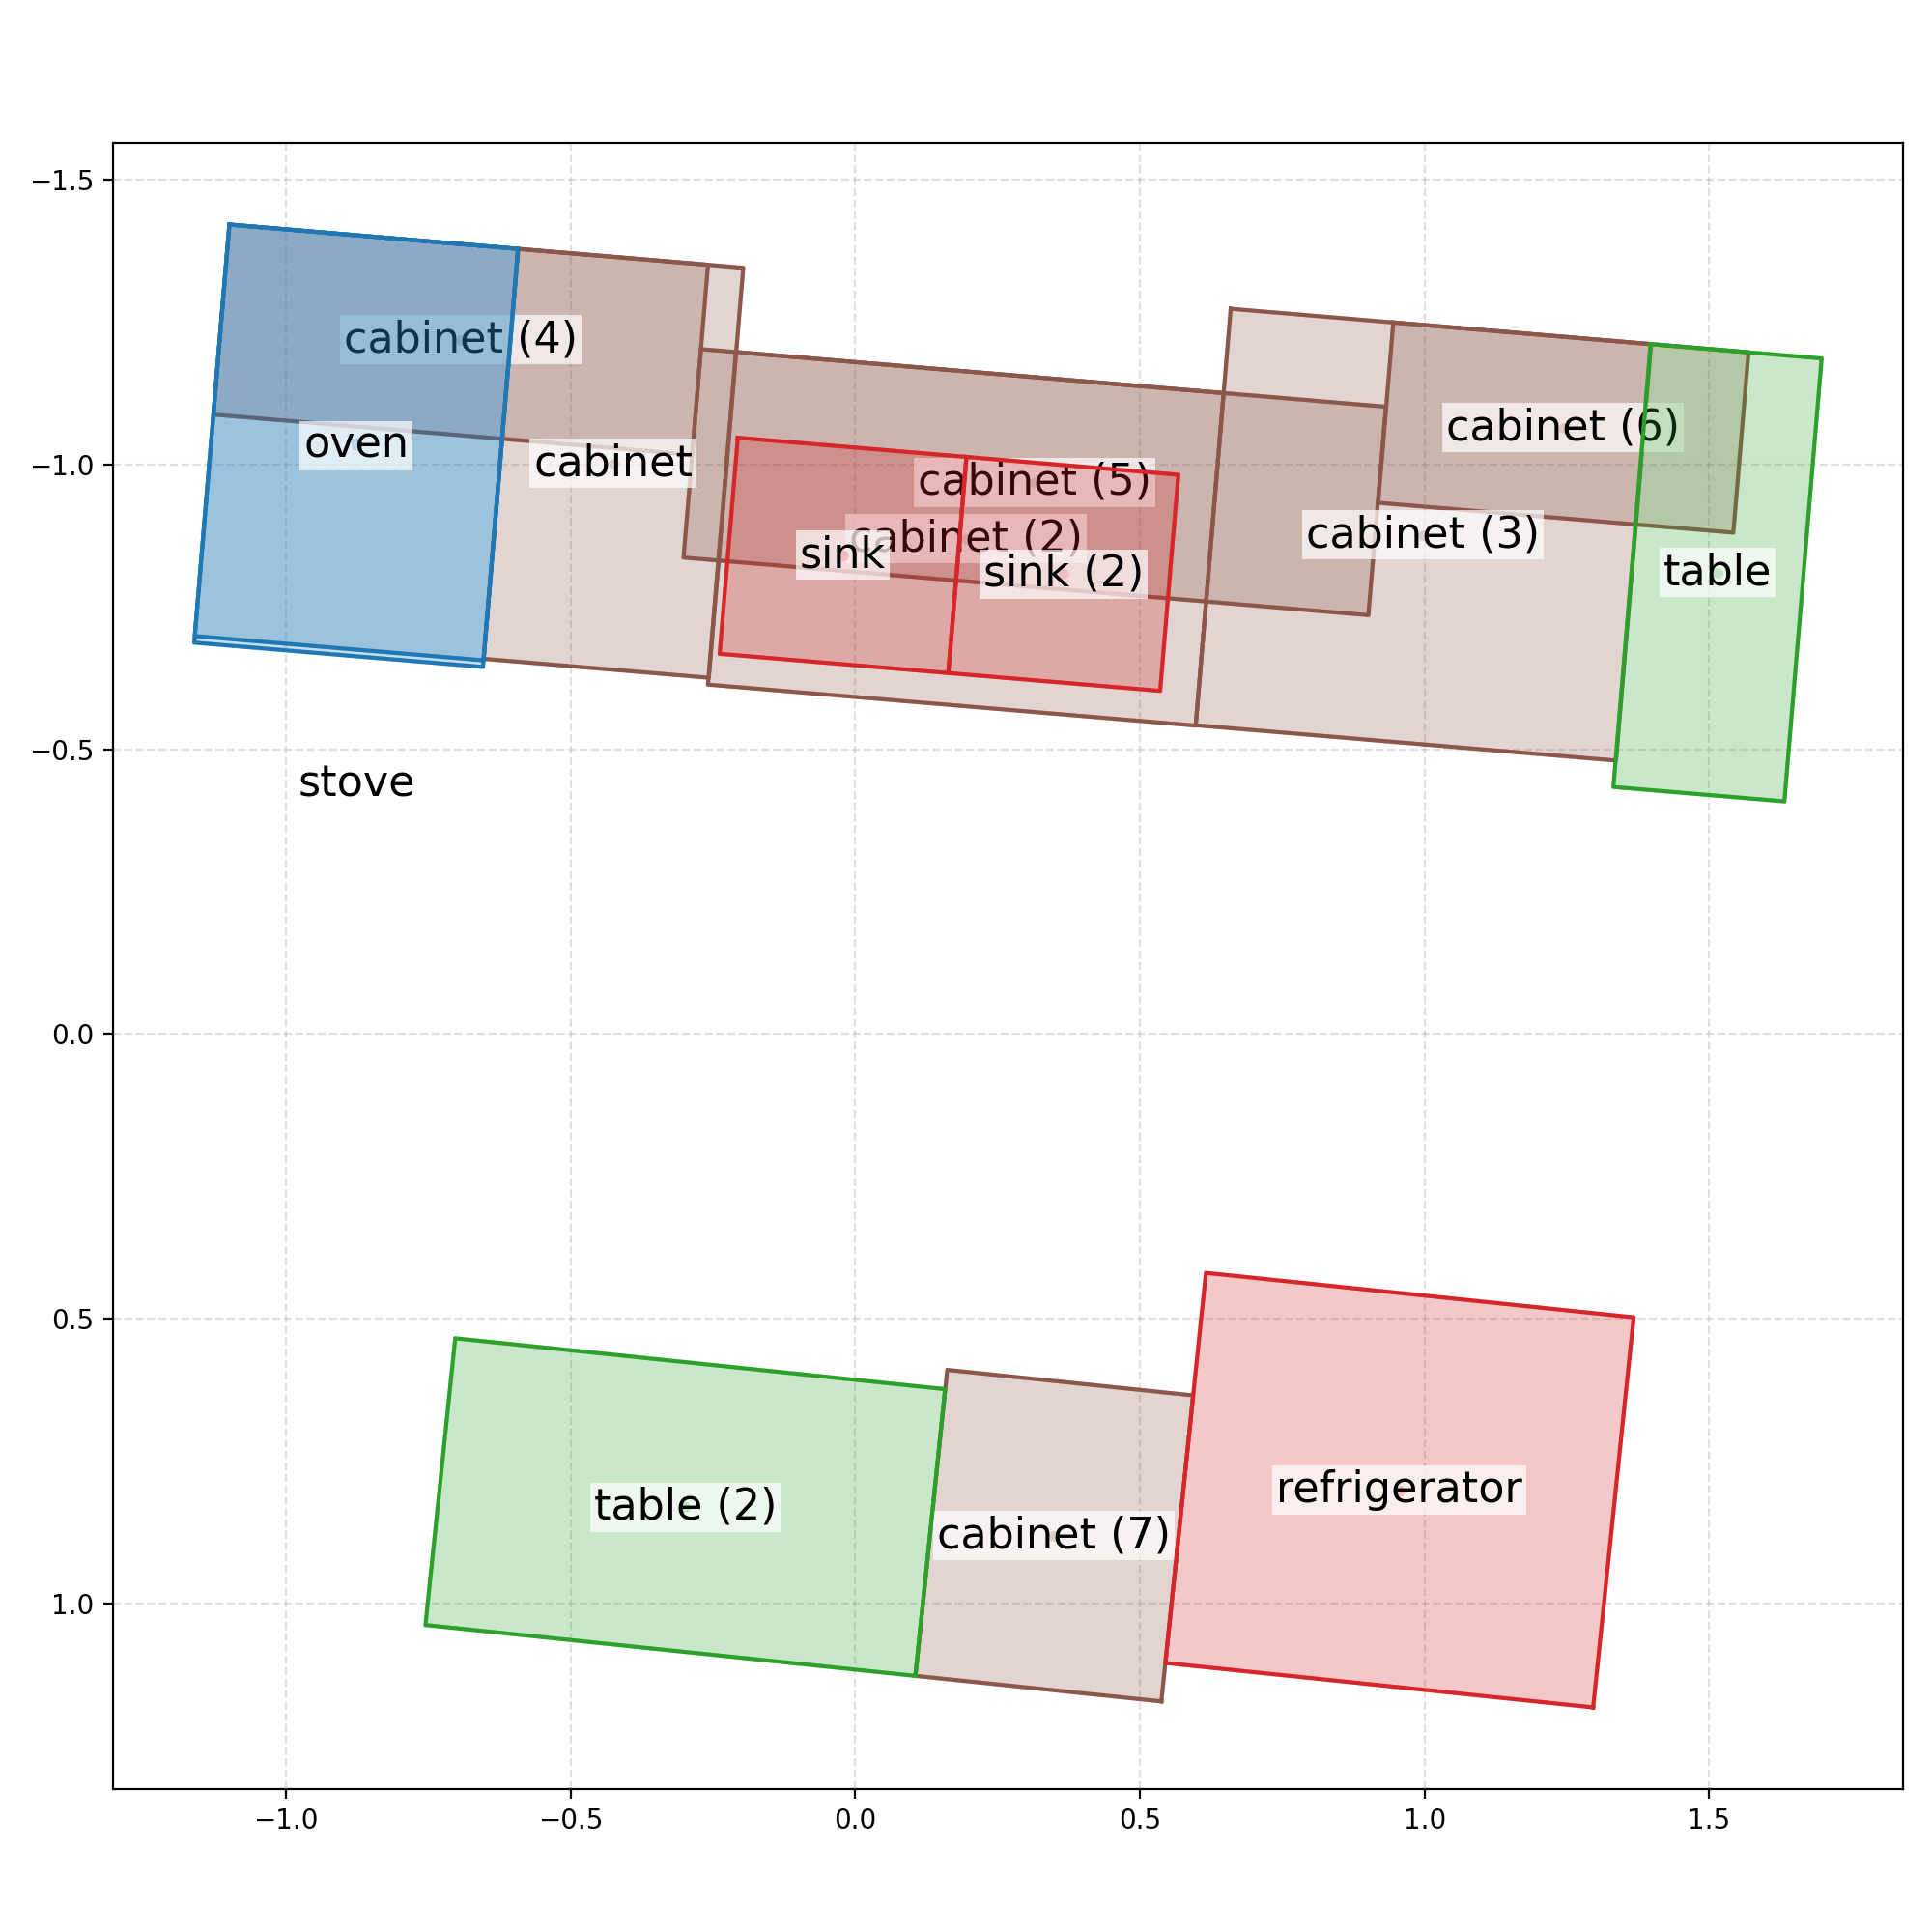 −1.5
cabinet (4)
cabinet (6)
oven
cabinet
−1.0
cabinet (5)
cabinet (2)
cabinet (3)
sink
sink (2)
table
−0.5
stove
0.0
0.5
refrigerator
table (2)
cabinet (7)
1.0
−1.0 −0.5 0.0 0.5 1.0 1.5